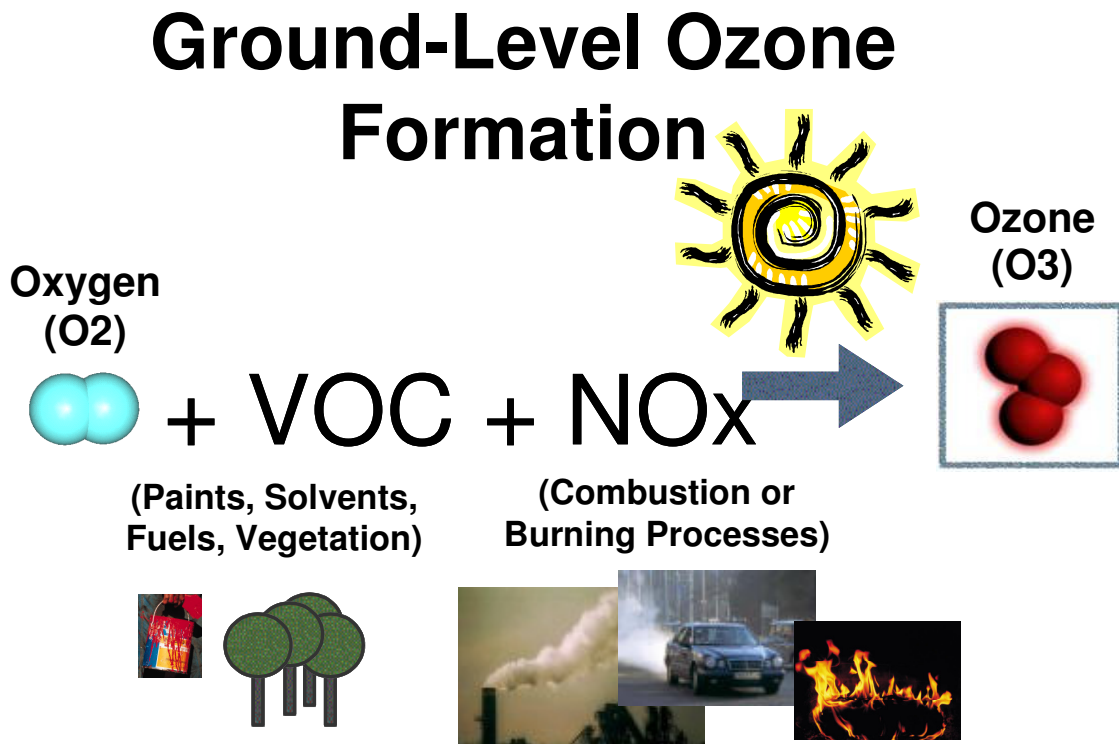 Ground-Level Ozone
Formation
Oxygen
(O2)
+ VOC + NOx
Ozone
(O3)
(Paints, Solvents,
Fuels, Vegetation)
(Combustion or
Burning Processes)